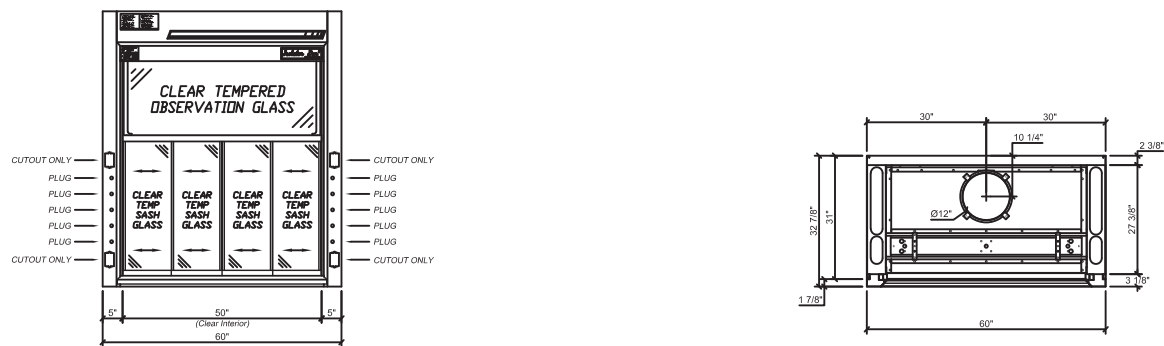 CLEAR TEMPERED
OBSERVATION GLASS
CUTOUT ONLY
PLUG
PLUG
PLUG
PLUG
PLUG
CUTOUT ONLY
CLEAR
TEMP
SASH
GLASS
CLEAR
TEMP
SASH
GLASS
CLEAR
TEMP
SASH
GLASS
CLEAR
TEMP
SASH
GLASS
CUTOUT ONLY
PLUG
PLUG
PLUG
PLUG
PLUG
CUTOUT ONLY
5"
50"
5"
(Clear Interior)
60"
30"
30"
10 1/4"
2 3/8"
32 7/8"
31"
Ø12"
27 3/8"
3 1/8"
1 7/8"
60"